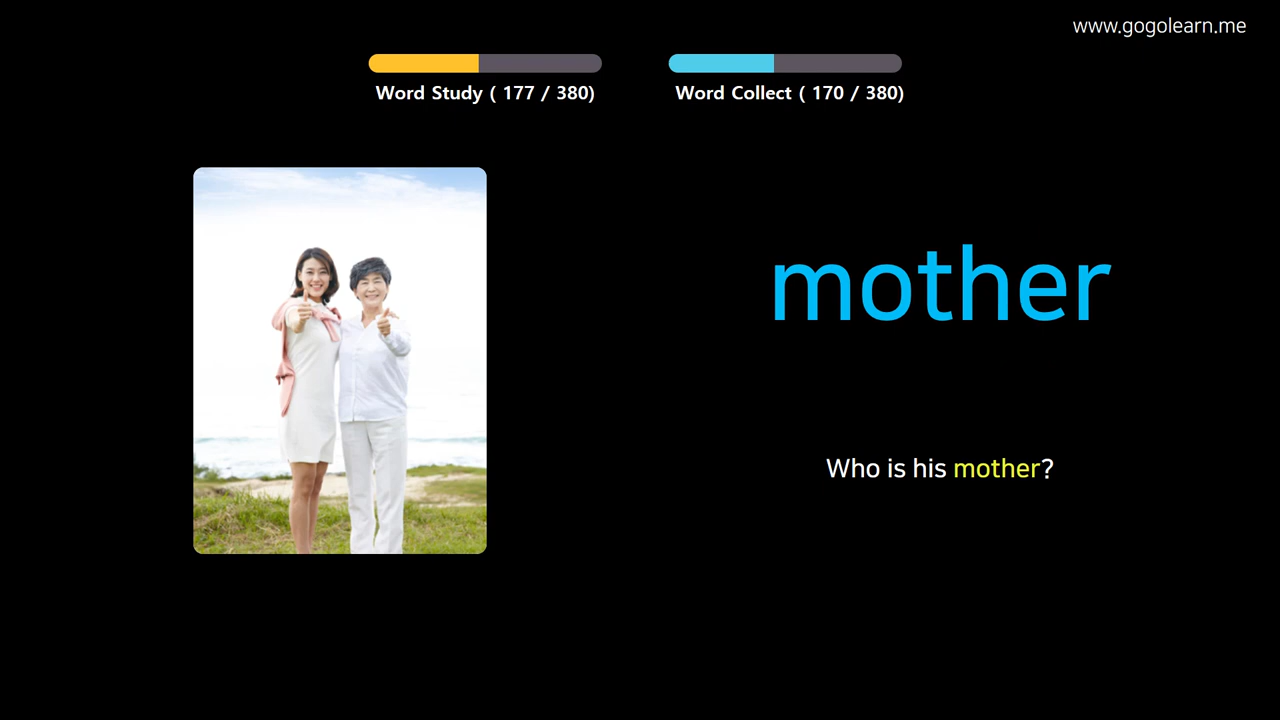 www.gogolearn.me
Word Study ( 177 / 380)
Word Collect ( 170 / 380)
mother
Who is his mother?